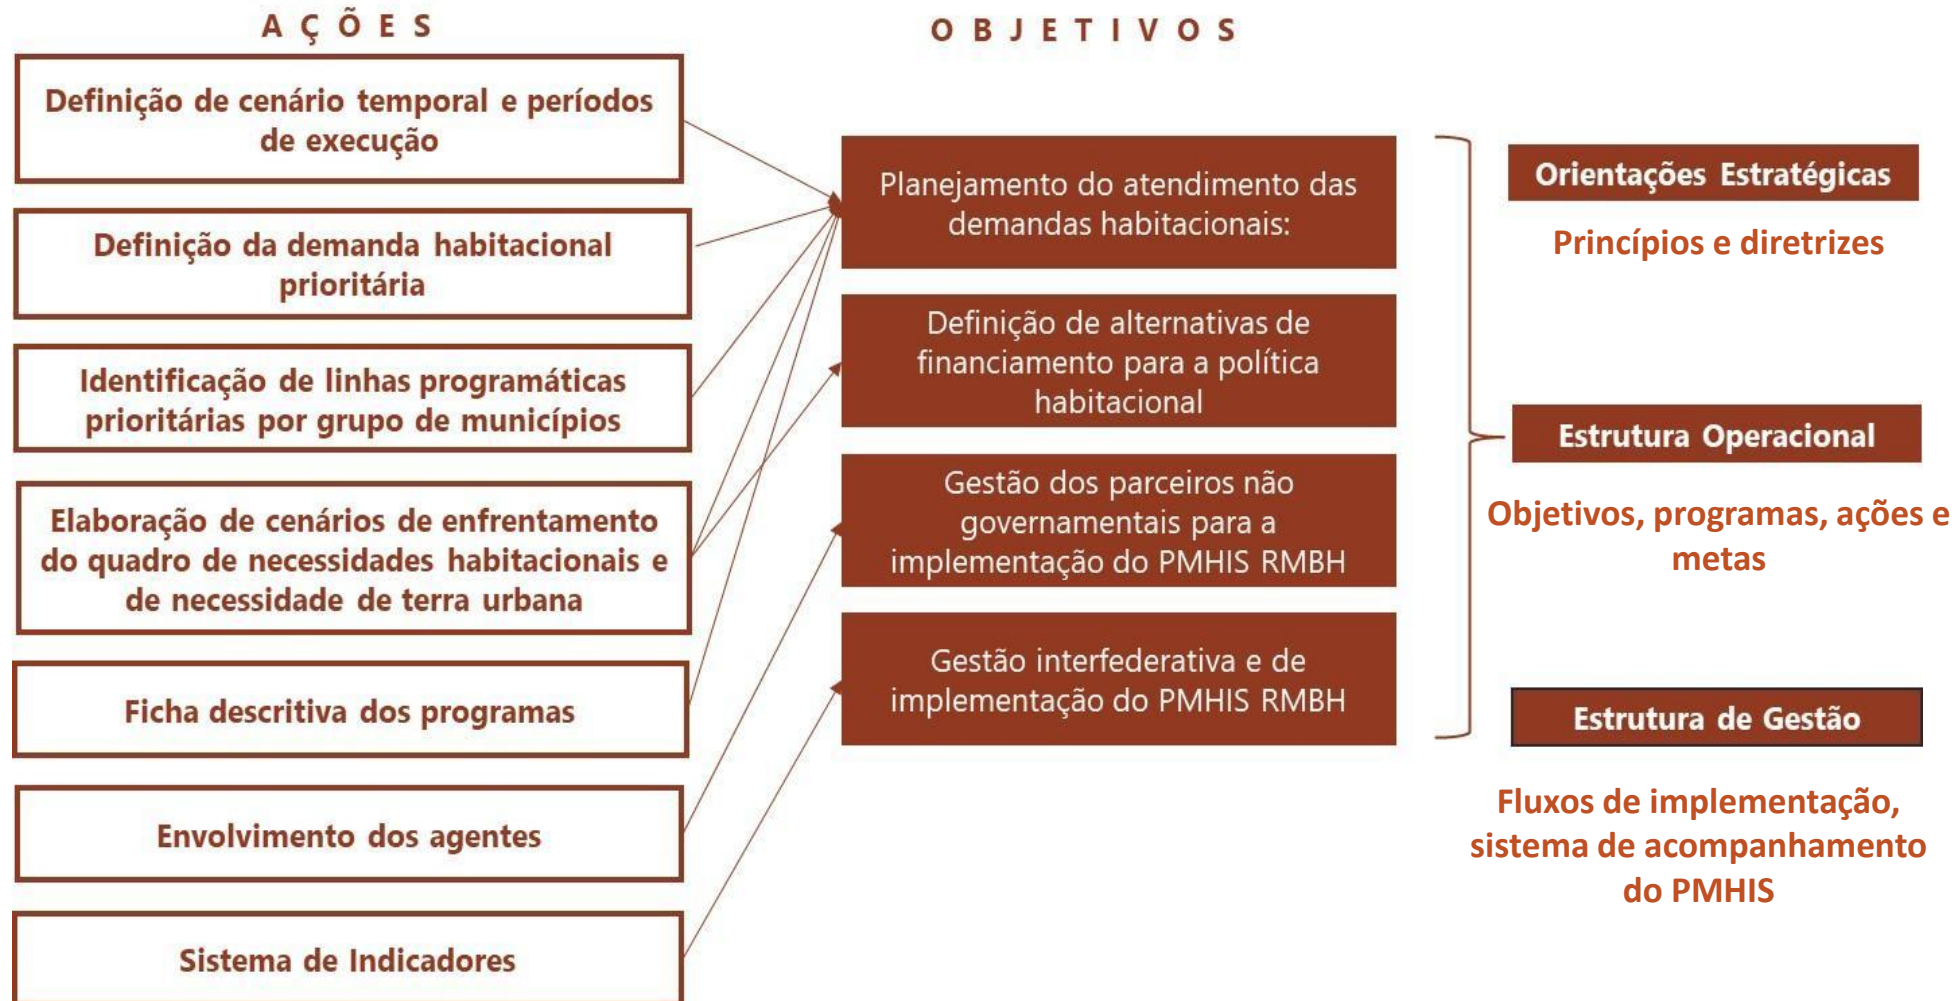 AÇÕES
Definição de cenário temporal e períodos
de execução
Definição da demanda habitacional
prioritária
Identificação de linhas programáticas
prioritárias por grupo de municípios
Elaboração de cenários de enfrentamento
do quadro de necessidades habitacionais e
de necessidade de terra urbana
Ficha descritiva dos programas
Envolvimento dos agentes
Sistema de Indicadores
OBJETIVOS
Planejamento do atendimento das
demandas habitacionais:
Definição de alternativas de
financiamento para a política
habitacional
Gestão dos parceiros não
governamentais para a
implementação do PMHIS RMBH
Gestão interfederativa e de
implementação do PMHIS RMBH
Orientações Estratégicas
Princípios e diretrizes
Estrutura Operacional
Objetivos, programas, ações e
metas
Estrutura de Gestão
Fluxos de implementação,
sistema de acompanhamento
do PMHIS